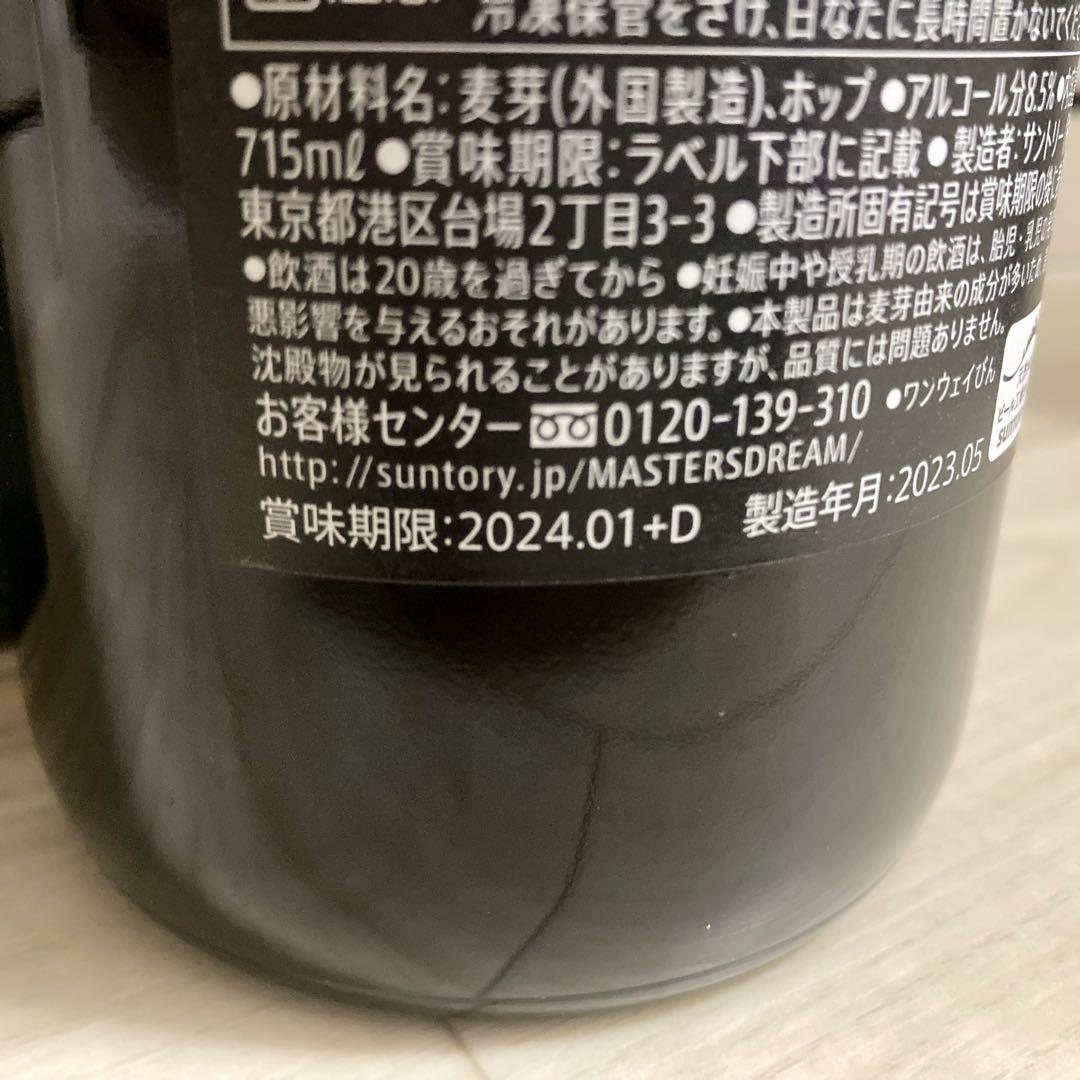 冷凍保管をさけ、日なたに長時間置かないでくだ
●原材料名:麦芽(外国製造)、ホップ ●アルコール分8.5% ●内
715mℓ ●賞味期限:ラベル下部に記載 ●製造者:サントリー
東京都港区台場2丁目3-3 ●製造所固有記号は賞味期限の後に
●飲酒は20歳を過ぎてから ●妊娠中や授乳期の飲酒は、胎児・乳児の
悪影響を与えるおそれがあります。●本製品は麦芽由来の成分が多いため、
沈殿物が見られることがありますが、品質には問題ありません。
お客様センター 0120-139-310 ●ワンウェイびん
http://suntory.jp/MASTERSDREAM/
賞味期限:2024.01+D 製造年月:2023.05